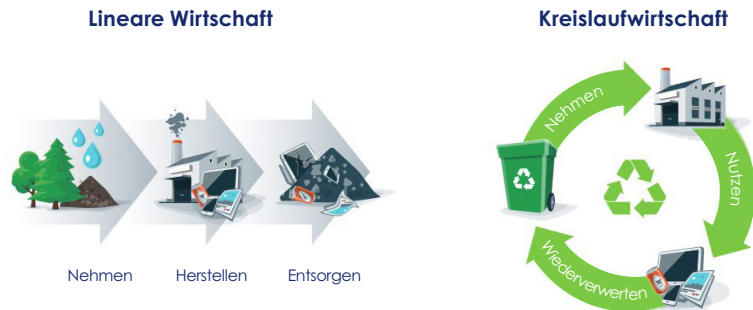 Lineare Wirtschaft
Nehmen
Herstellen
Entsorgen
Kreislaufwirtschaft
Nehmen
Nutzen
Wiederverwerten